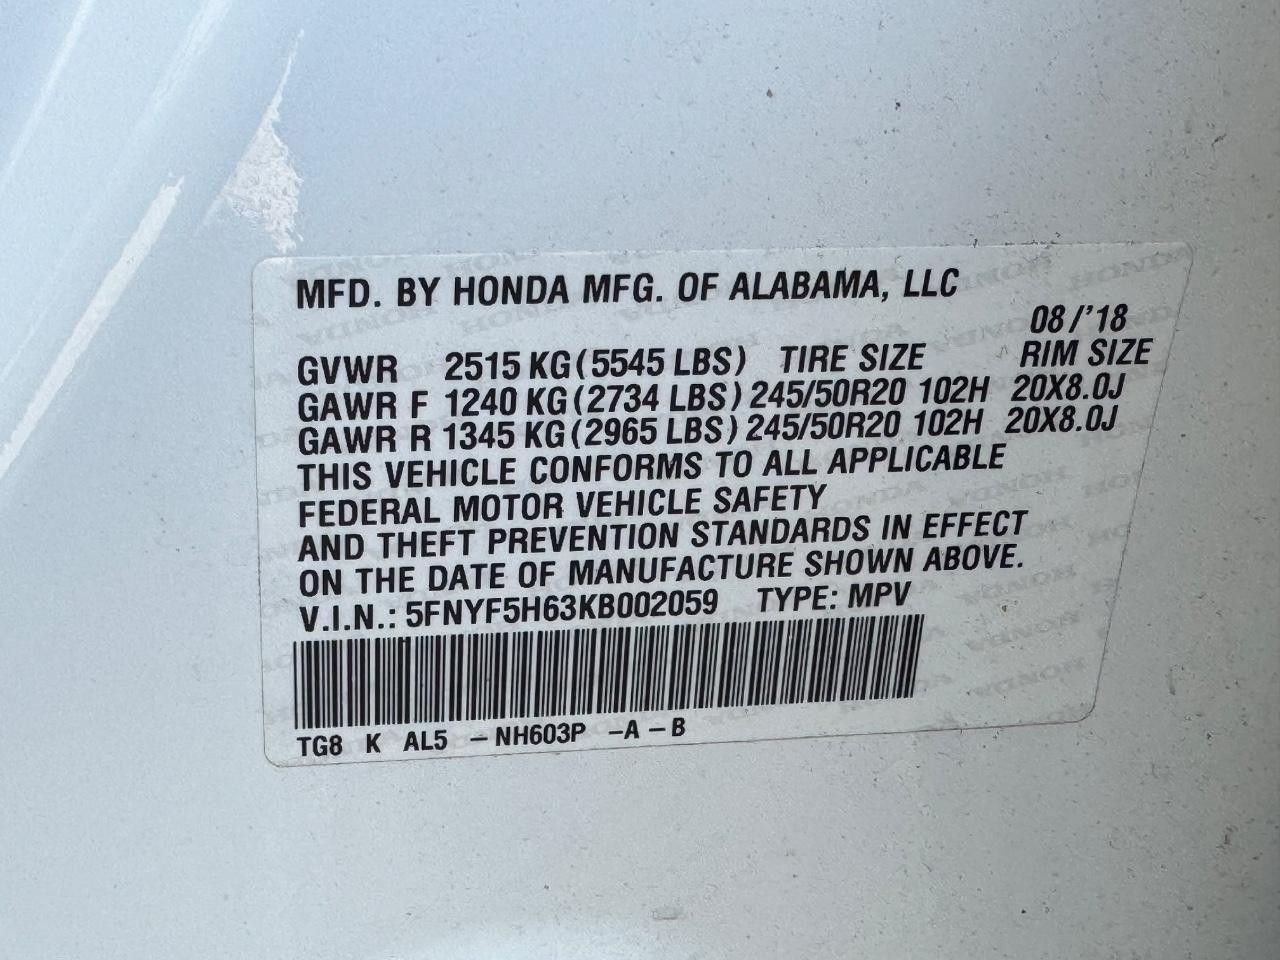 MFD. BY HONDA MFG. OF ALABAMA, LLC
08/'18
GVWR 2515 KG (5545 LBS) TIRE SIZE RIM SIZE
GAWR F 1240 KG (2734 LBS) 245/50R20 102H 20X8.0J
GAWR R 1345 KG (2965 LBS) 245/50R20 102H 20X8.0J
THIS VEHICLE CONFORMS TO ALL APPLICABLE
FEDERAL MOTOR VEHICLE SAFETY
AND THEFT PREVENTION STANDARDS IN EFFECT
ON THE DATE OF MANUFACTURE SHOWN ABOVE.
V.I.N.: 5FNYF5H63KB002059 TYPE: MPV
TG8 K AL5 -NH603P -A-B